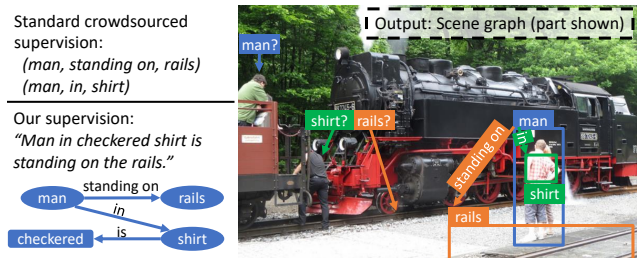 Standard crowdsourced
supervision:
(man, standing on, rails)
(man, in, shirt)
Our supervision:
"Man in checkered shirt is
standing on the rails."
standing on
man
rails
in
is
checkered
shirt
Output: Scene graph (part shown)
man?
shirt?
rails?
man
standing on
in
shirt
rails